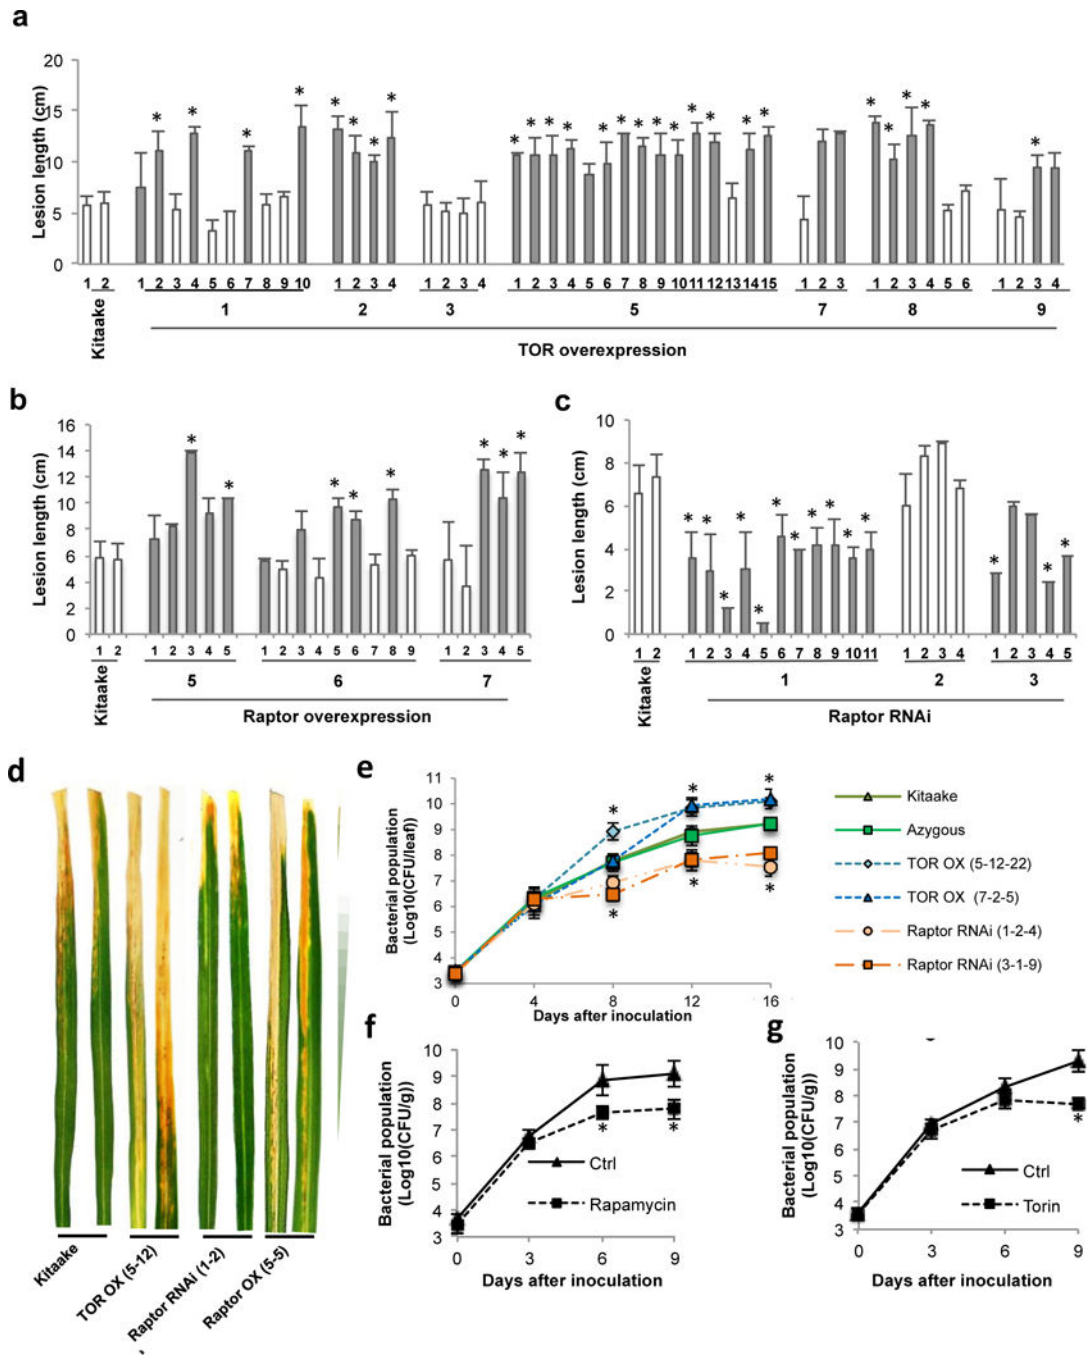 a
Lesion length (cm)
20
15
10
5
0
* * * * * * * * * * * * * * * * * * * * * * * * * * *
1 2 1 2 3 4 5 6 7 8 9 10 1 2 3 4 1 2 3 4 1 2 3 4 5 6 7 8 9 10 11 12 13 14 15 1 2 3 1 2 3 4 5 6 1 2 3 4
Kitaake 1 2 3 5 7 8 9
TOR overexpression
b
Lesion length (cm)
16
14
12
10
8
6
4
2
0
* * * * * * * *
1 2 1 2 3 4 5 1 2 3 4 5 6 7 8 9 1 2 3 4 5
Kitaake 5 6 7
Raptor overexpression
c
Lesion length (cm)
10
8
6
4
2
0
* * * * * * * * * * * * * *
1 2 1 2 3 4 5 6 7 8 9 10 11 1 2 3 4 1 2 3 4 5
Kitaake 1 2 3
Raptor RNAi
d
Kitaake
TOR OX (5-12)
Raptor RNAi (1-2)
Raptor OX (5-5)
e
Bacterial population
(Log10(CFU/leaf))
11
10
9
8
7
6
5
4
3
* * *
* * *
0 4 8 12 16
Days after inoculation
Kitaake
Azygous
TOR OX (5-12-22)
TOR OX (7-2-5)
Raptor RNAi (1-2-4)
Raptor RNAi (3-1-9)
f
Bacterial population
(Log10(CFU/g))
10
9
8
7
6
5
4
3
* *
Ctrl
Rapamycin
0 3 6 9
Days after inoculation
g
Bacterial population
(Log10(CFU/g))
10
9
8
7
6
5
4
3
*
Ctrl
Torin
0 3 6 9
Days after inoculation